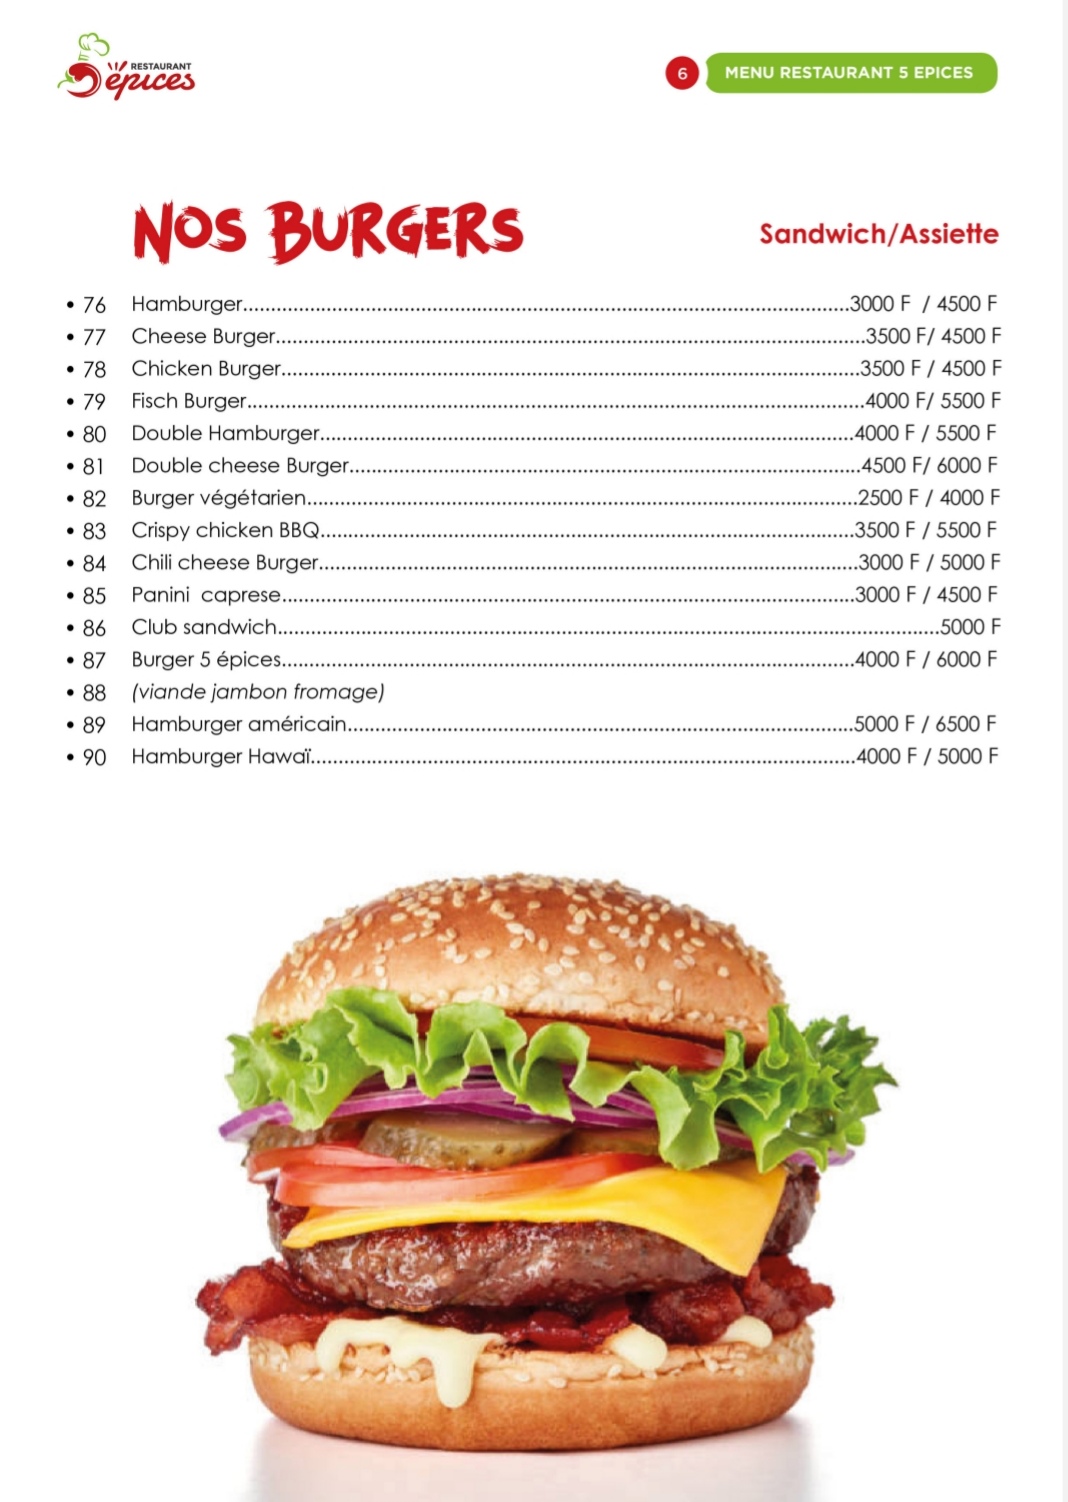 RESTAURANT
5 épices
6 MENU RESTAURANT 5 EPICES
NOS BURGERS
Sandwich/Assiette
• 76 Hamburger....................3000 F / 4500 F
• 77 Cheese Burger....................3500 F/ 4500 F
• 78 Chicken Burger....................3500 F / 4500 F
• 79 Fisch Burger....................4000 F/ 5500 F
• 80 Double Hamburger....................4000 F / 5500 F
• 81 Double cheese Burger....................4500 F/ 6000 F
• 82 Burger végétarien....................2500 F / 4000 F
• 83 Crispy chicken BBQ....................3500 F / 5500 F
• 84 Chili cheese Burger....................3000 F / 5000 F
• 85 Panini caprese....................3000 F / 4500 F
• 86 Club sandwich....................5000 F
• 87 Burger 5 épices....................4000 F / 6000 F
• 88 (viande jambon fromage)
• 89 Hamburger américain....................5000 F / 6500 F
• 90 Hamburger Hawaï....................4000 F / 5000 F